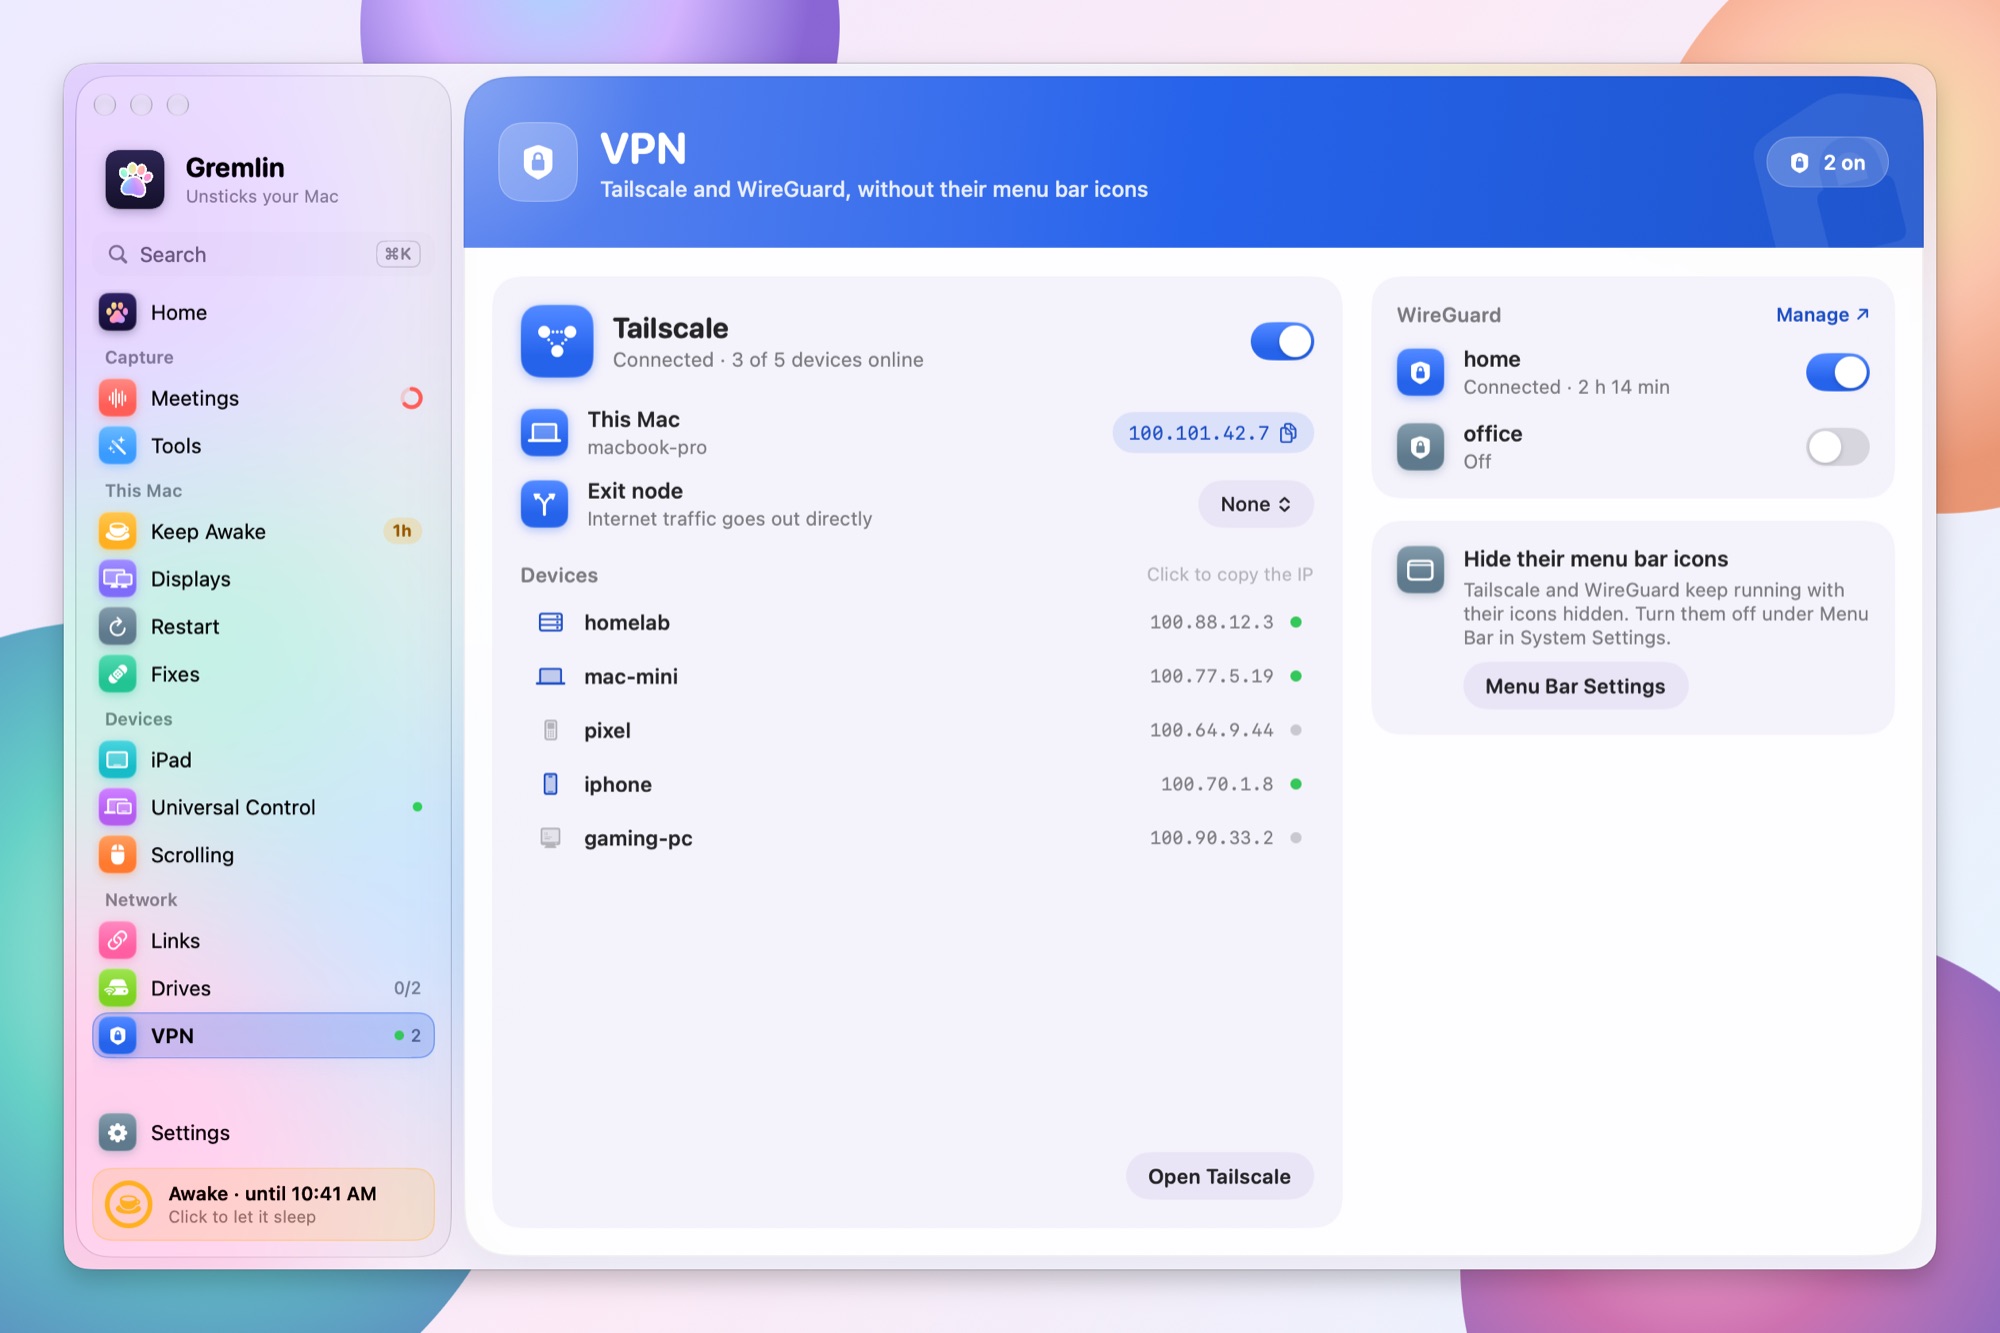 Gremlin
Unsticks your Mac
Search ⌘K
Home
Capture
Meetings
Tools
This Mac
Keep Awake 1h
Displays
Restart
Fixes
Devices
iPad
Universal Control
Scrolling
Network
Links
Drives 0/2
VPN 2
Settings
Awake · until 10:41 AM
Click to let it sleep
VPN
Tailscale and WireGuard, without their menu bar icons
2 on
Tailscale
Connected · 3 of 5 devices online
This Mac
macbook-pro
100.101.42.7
Exit node
Internet traffic goes out directly
None
Devices Click to copy the IP
homelab 100.88.12.3
mac-mini 100.77.5.19
pixel 100.64.9.44
iphone 100.70.1.8
gaming-pc 100.90.33.2
Open Tailscale
WireGuard Manage ↗
home
Connected · 2 h 14 min
office
Off
Hide their menu bar icons
Tailscale and WireGuard keep running with
their icons hidden. Turn them off under Menu
Bar in System Settings.
Menu Bar Settings